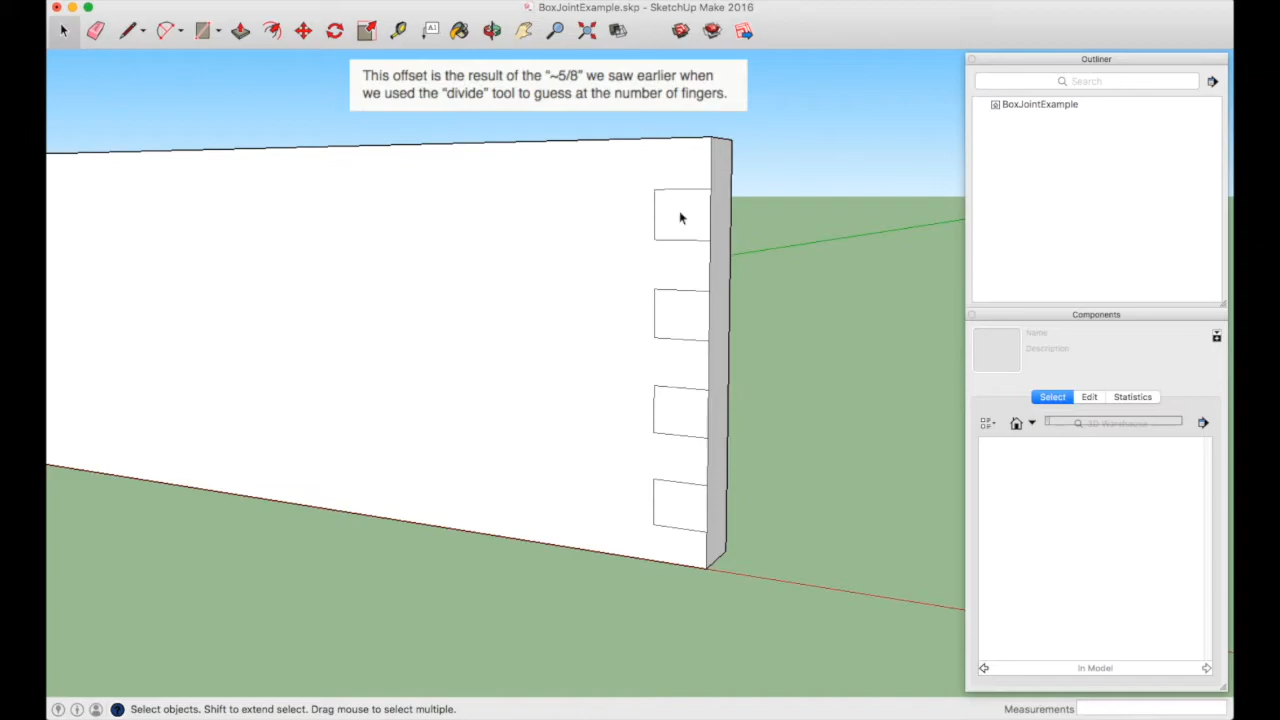 BoxJointExample.skp - SketchUp Make 2016
A1
This offset is the result of the "~5/8" we saw earlier when
we used the "divide" tool to guess at the number of fingers.
Outliner
Search
BoxJointExample
Components
Name
Description
Select Edit Statistics
3D Warehouse
In Model
Select objects. Shift to extend select. Drag mouse to select multiple.
Measurements